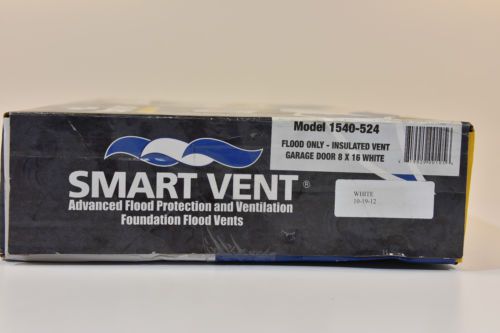 SMART VENT®
Advanced Flood Protection and Ventilation
Foundation Flood Vents
Model 1540-524
FLOOD ONLY - INSULATED VENT
GARAGE DOOR 8 X 16 WHITE
WHITE
10-19-12